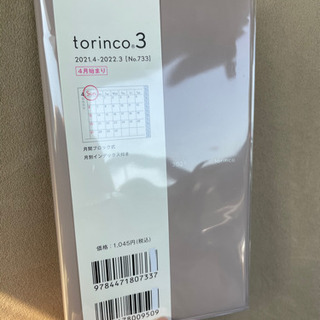 torinco®3
2021.4-2022.3 [No.733]
4月始まり
月間ブロック式
月別インデックス付き
価格:1,045円(税込)
9784471807337